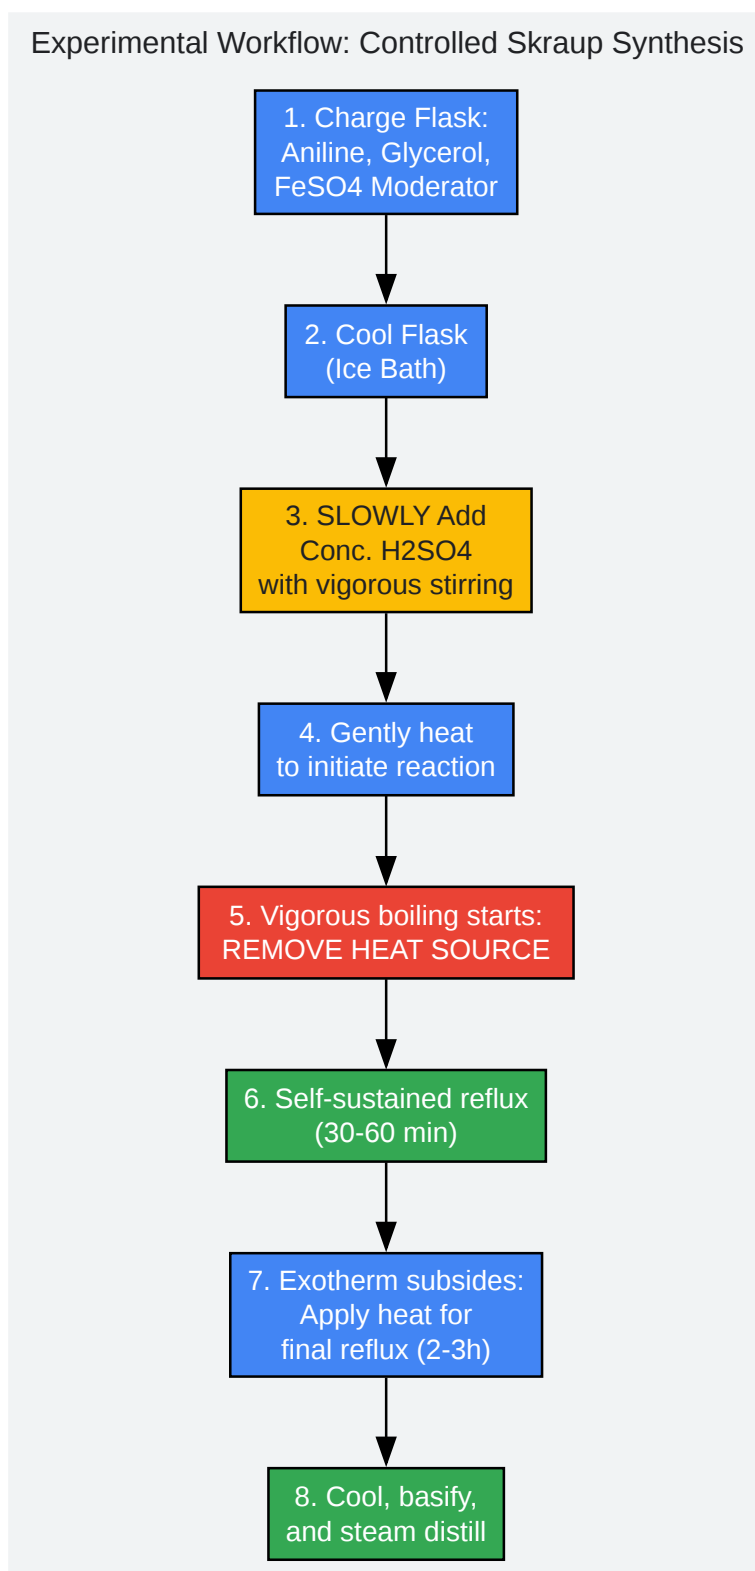 Experimental Workflow: Controlled Skraup Synthesis
1. Charge Flask:
Aniline, Glycerol,
FeSO4 Moderator
2. Cool Flask
(Ice Bath)
3. SLOWLY Add
Conc. H2SO4
with vigorous stirring
4. Gently heat
to initiate reaction
5. Vigorous boiling starts:
REMOVE HEAT SOURCE
6. Self-sustained reflux
(30-60 min)
7. Exotherm subsides:
Apply heat for
final reflux (2-3h)
8. Cool, basify,
and steam distill